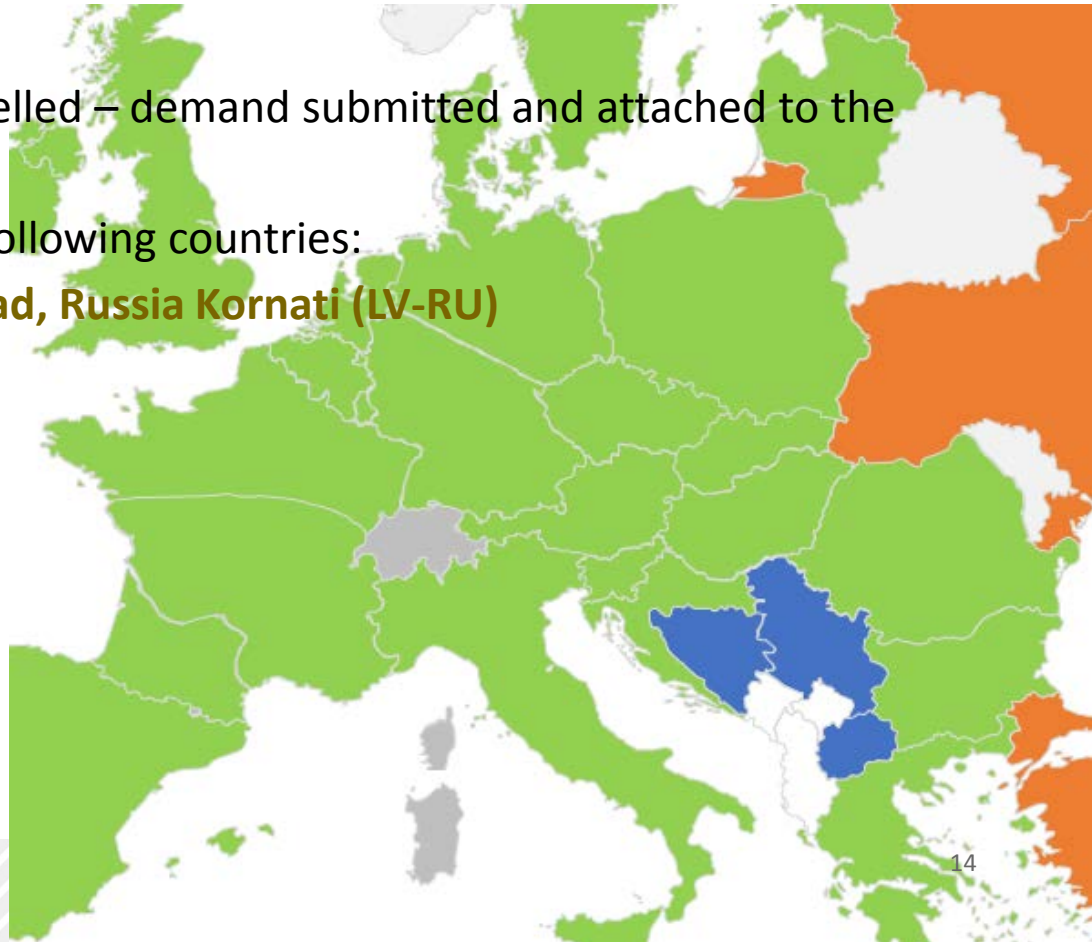 elled – demand submitted and attached to the
ollowing countries:
ad, Russia Kornati (LV-RU)
14